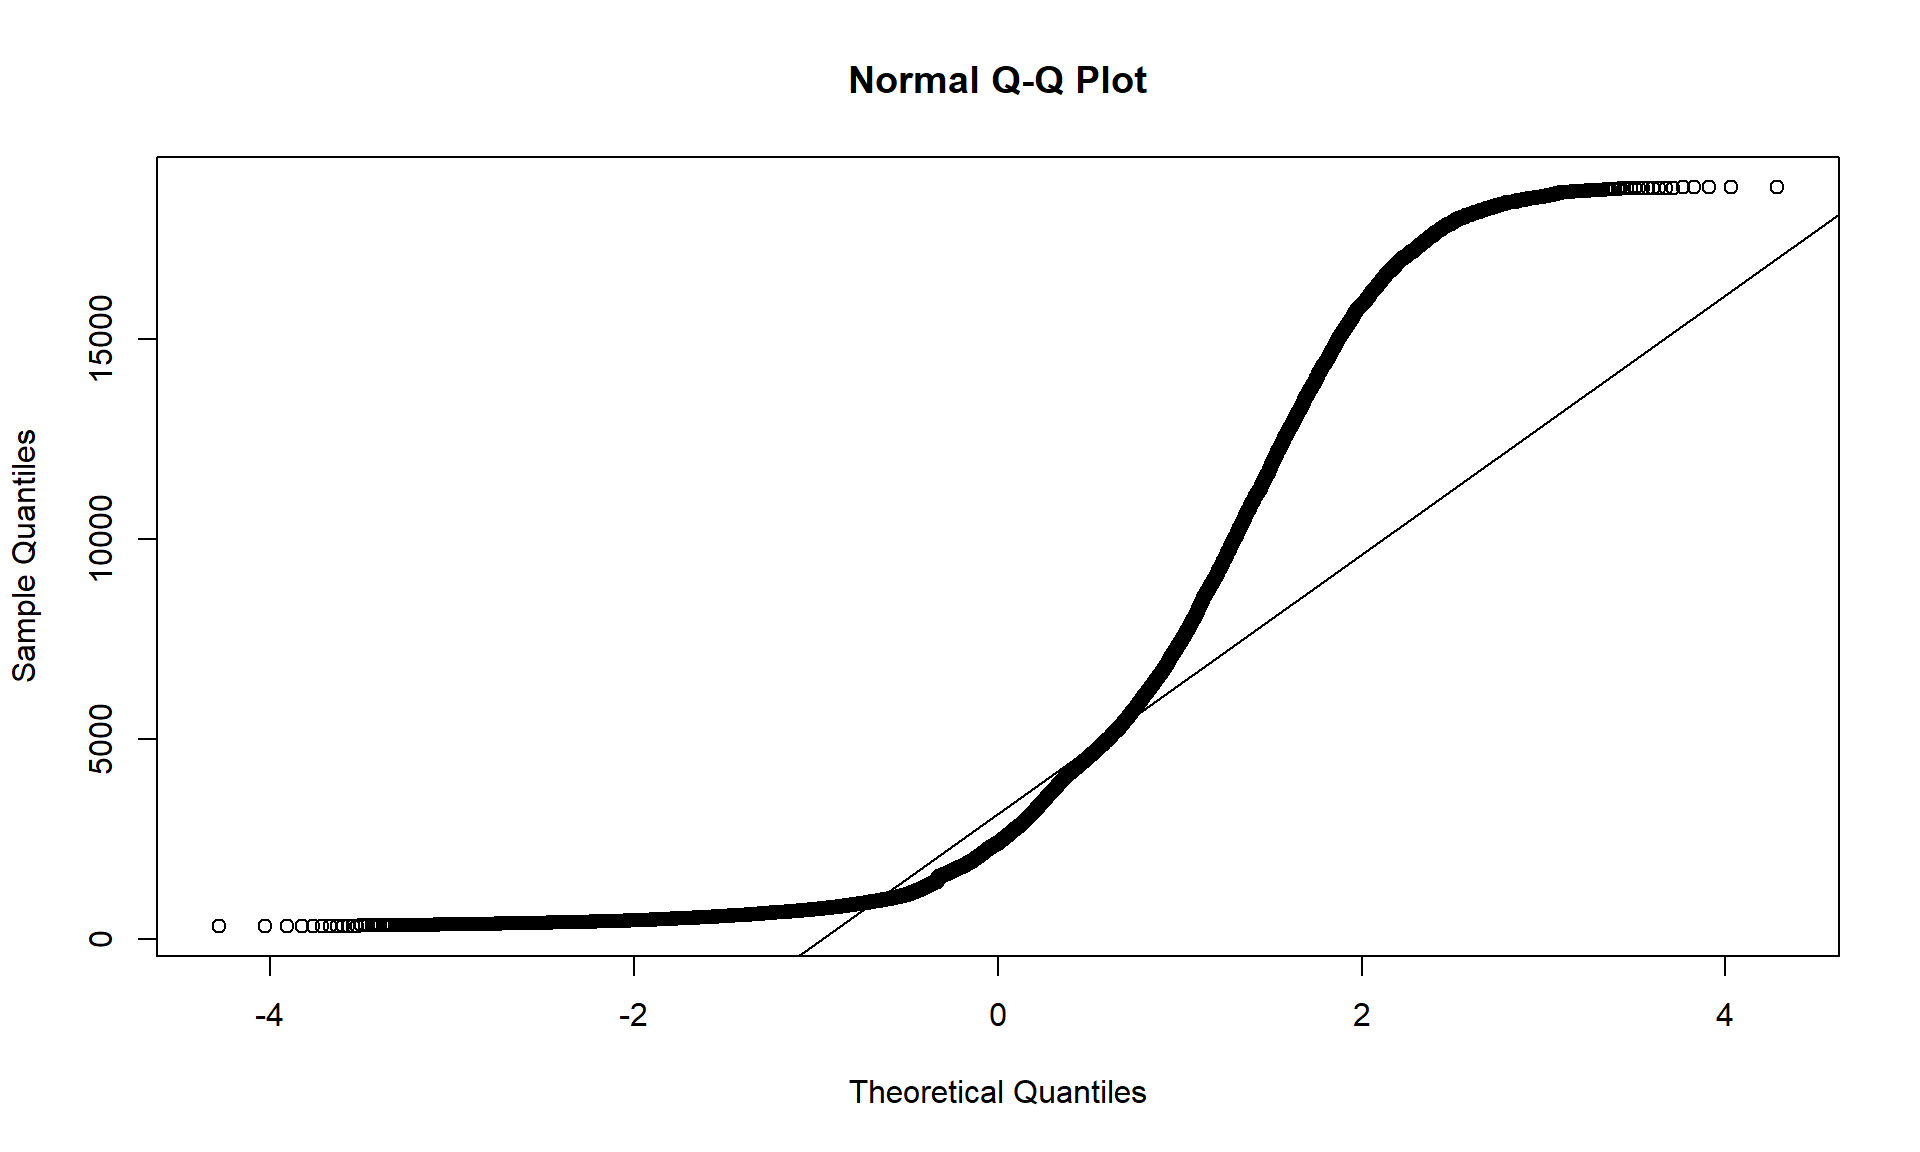 Normal Q-Q Plot
Sample Quantiles
15000
10000
5000
0
-4 -2 0 2 4
Theoretical Quantiles